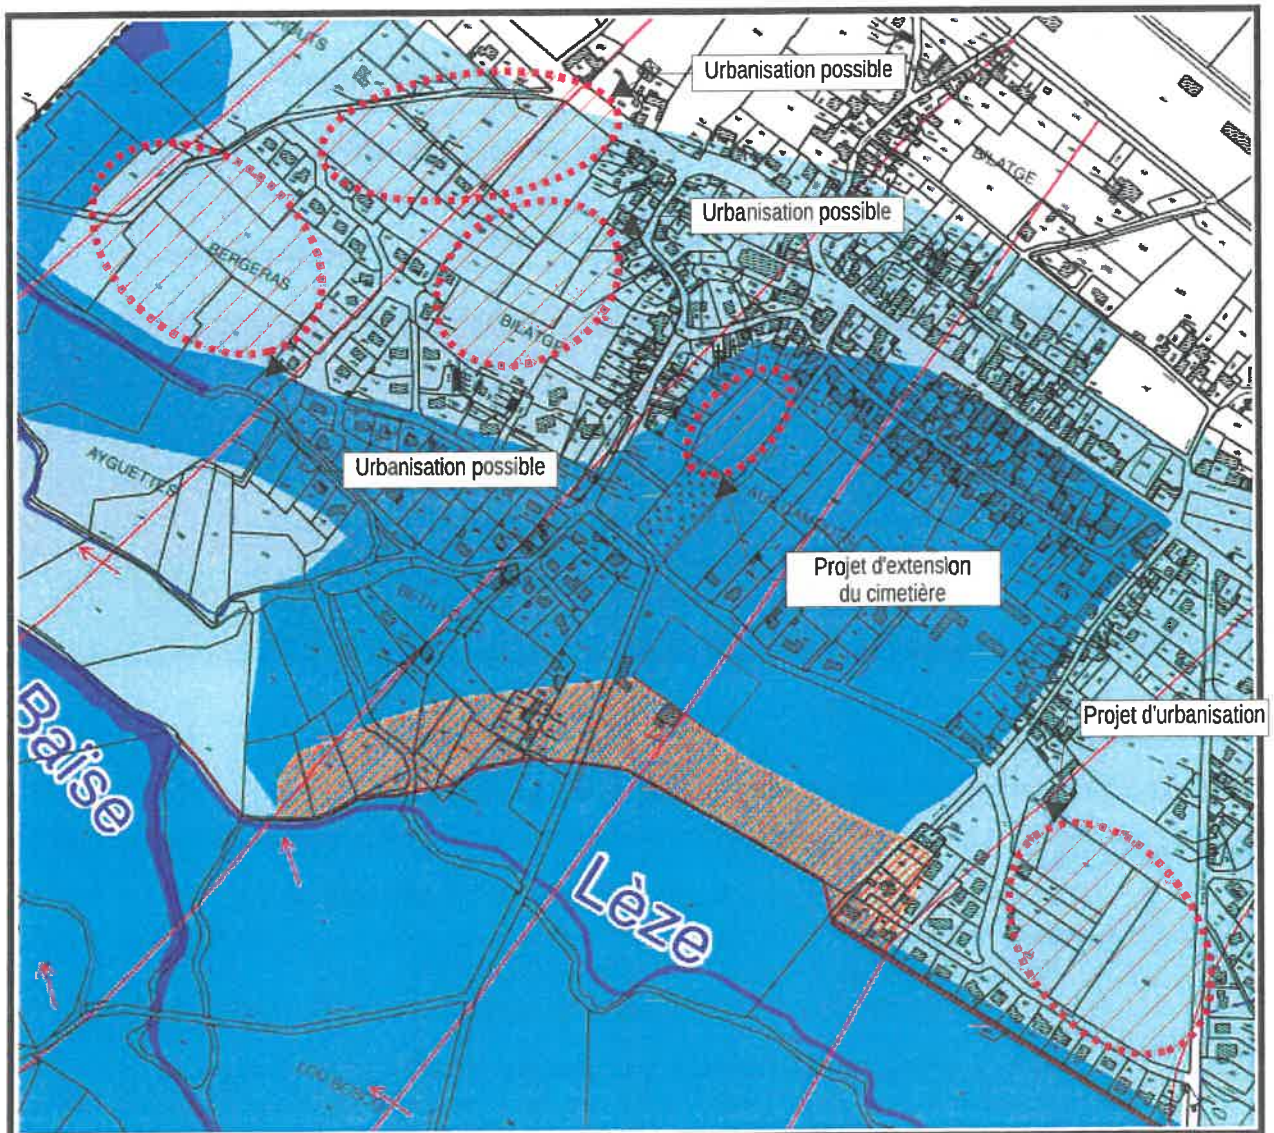 Urbanisation possible
BILATGE
Urbanisation possible
BERGERAS
BILATGE
Urbanisation possible
AYGUETTES
Projet d'extension
du cimetière
Projet d'urbanisation
Baïse
Lèze